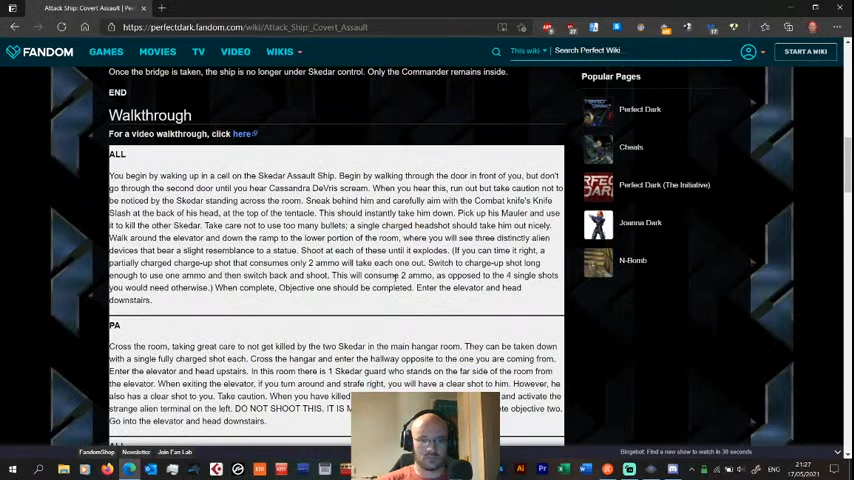 Attack Ship: Covert Assault | Per
https://perfectdark.fandom.com/wiki/Attack_Ship:_Covert_Assault
FANDOM
GAMES
MOVIES
TV
VIDEO
WIKIS
This wiki
Search Perfect Wiki...
START A WIKI
Once the bridge is taken, the ship is no longer under Skedar control. Only the Commander remains inside.
END
Walkthrough
For a video walkthrough, click here
ALL
You begin by waking up in a cell on the Skedar Assault Ship. Begin by walking through the door in front of you, but don't
go through the second door until you hear Cassandra DeVris scream. When you hear this, run out but take caution not to
be noticed by the Skedar standing across the room. Sneak behind him and carefully aim with the Combat knife's Knife
Slash at the back of his head, at the top of the tentacle. This should instantly take him down. Pick up his Mauler and use
it to kill the other Skedar. Take care not to use too many bullets; a single charged headshot should take him out nicely.
Walk around the elevator and down the ramp to the lower portion of the room, where you will see three distinctly alien
devices that bear a slight resemblance to a statue. Shoot at each of these until it explodes. (If you can time it right, a
partially charged charge-up shot that consumes only 2 ammo will take each one out. Switch to charge-up shot long
enough to use one ammo and then switch back and shoot. This will consume 2 ammo, as opposed to the 4 single shots
you would need otherwise.) When complete, Objective one should be completed. Enter the elevator and head
downstairs.
PA
Cross the room, taking great care to not get killed by the two Skedar in the main hangar room. They can be taken down
with a single fully charged shot each. Cross the hangar and enter the hallway opposite to the one you are coming from.
Enter the elevator and head upstairs. In this room there is 1 Skedar guard who stands on the far side of the room from
the elevator. When exiting the elevator, if you turn around and strafe right, you will have a clear shot to him. However, he
also has a clear shot to you. Take caution. When you have killed and activate the
strange alien terminal on the left. DO NOT SHOOT THIS. IT IS ete objective two.
Go into the elevator and head downstairs.
ALL
Popular Pages
Perfect Dark
Cheats
Perfect Dark (The Initiative)
Joanna Dark
N-Bomb
FandomShop
Newsletter
Join Fan Lab
Bingebot: Find a new show to watch in 30 seconds
ENG
21:27
17/05/2021